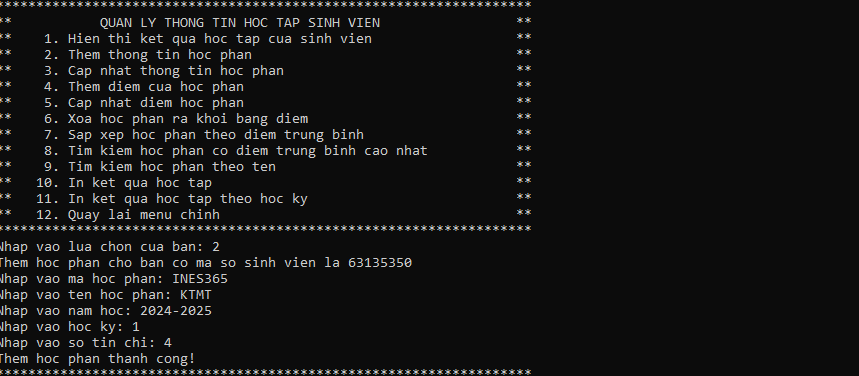 ******************************************************************
**           QUAN LY THONG TIN HOC TAP SINH VIEN                 **
**    1. Hien thi ket qua hoc tap cua sinh vien                  **
**    2. Them thong tin hoc phan                                 **
**    3. Cap nhat thong tin hoc phan                             **
**    4. Them diem cua hoc phan                                  **
**    5. Cap nhat diem hoc phan                                  **
**    6. Xoa hoc phan ra khoi bang diem                          **
**    7. Sap xep hoc phan theo diem trung binh                   **
**    8. Tim kiem hoc phan co diem trung binh cao nhat           **
**    9. Tim kiem hoc phan theo ten                              **
**   10. In ket qua hoc tap                                      **
**   11. In ket qua hoc tap theo hoc ky                          **
**   12. Quay lai menu chinh                                     **
******************************************************************
Nhap vao lua chon cua ban: 2
Them hoc phan cho ban co ma so sinh vien la 63135350
Nhap vao ma hoc phan: INES365
Nhap vao ten hoc phan: KTMT
Nhap vao nam hoc: 2024-2025
Nhap vao hoc ky: 1
Nhap vao so tin chi: 4
Them hoc phan thanh cong!
******************************************************************